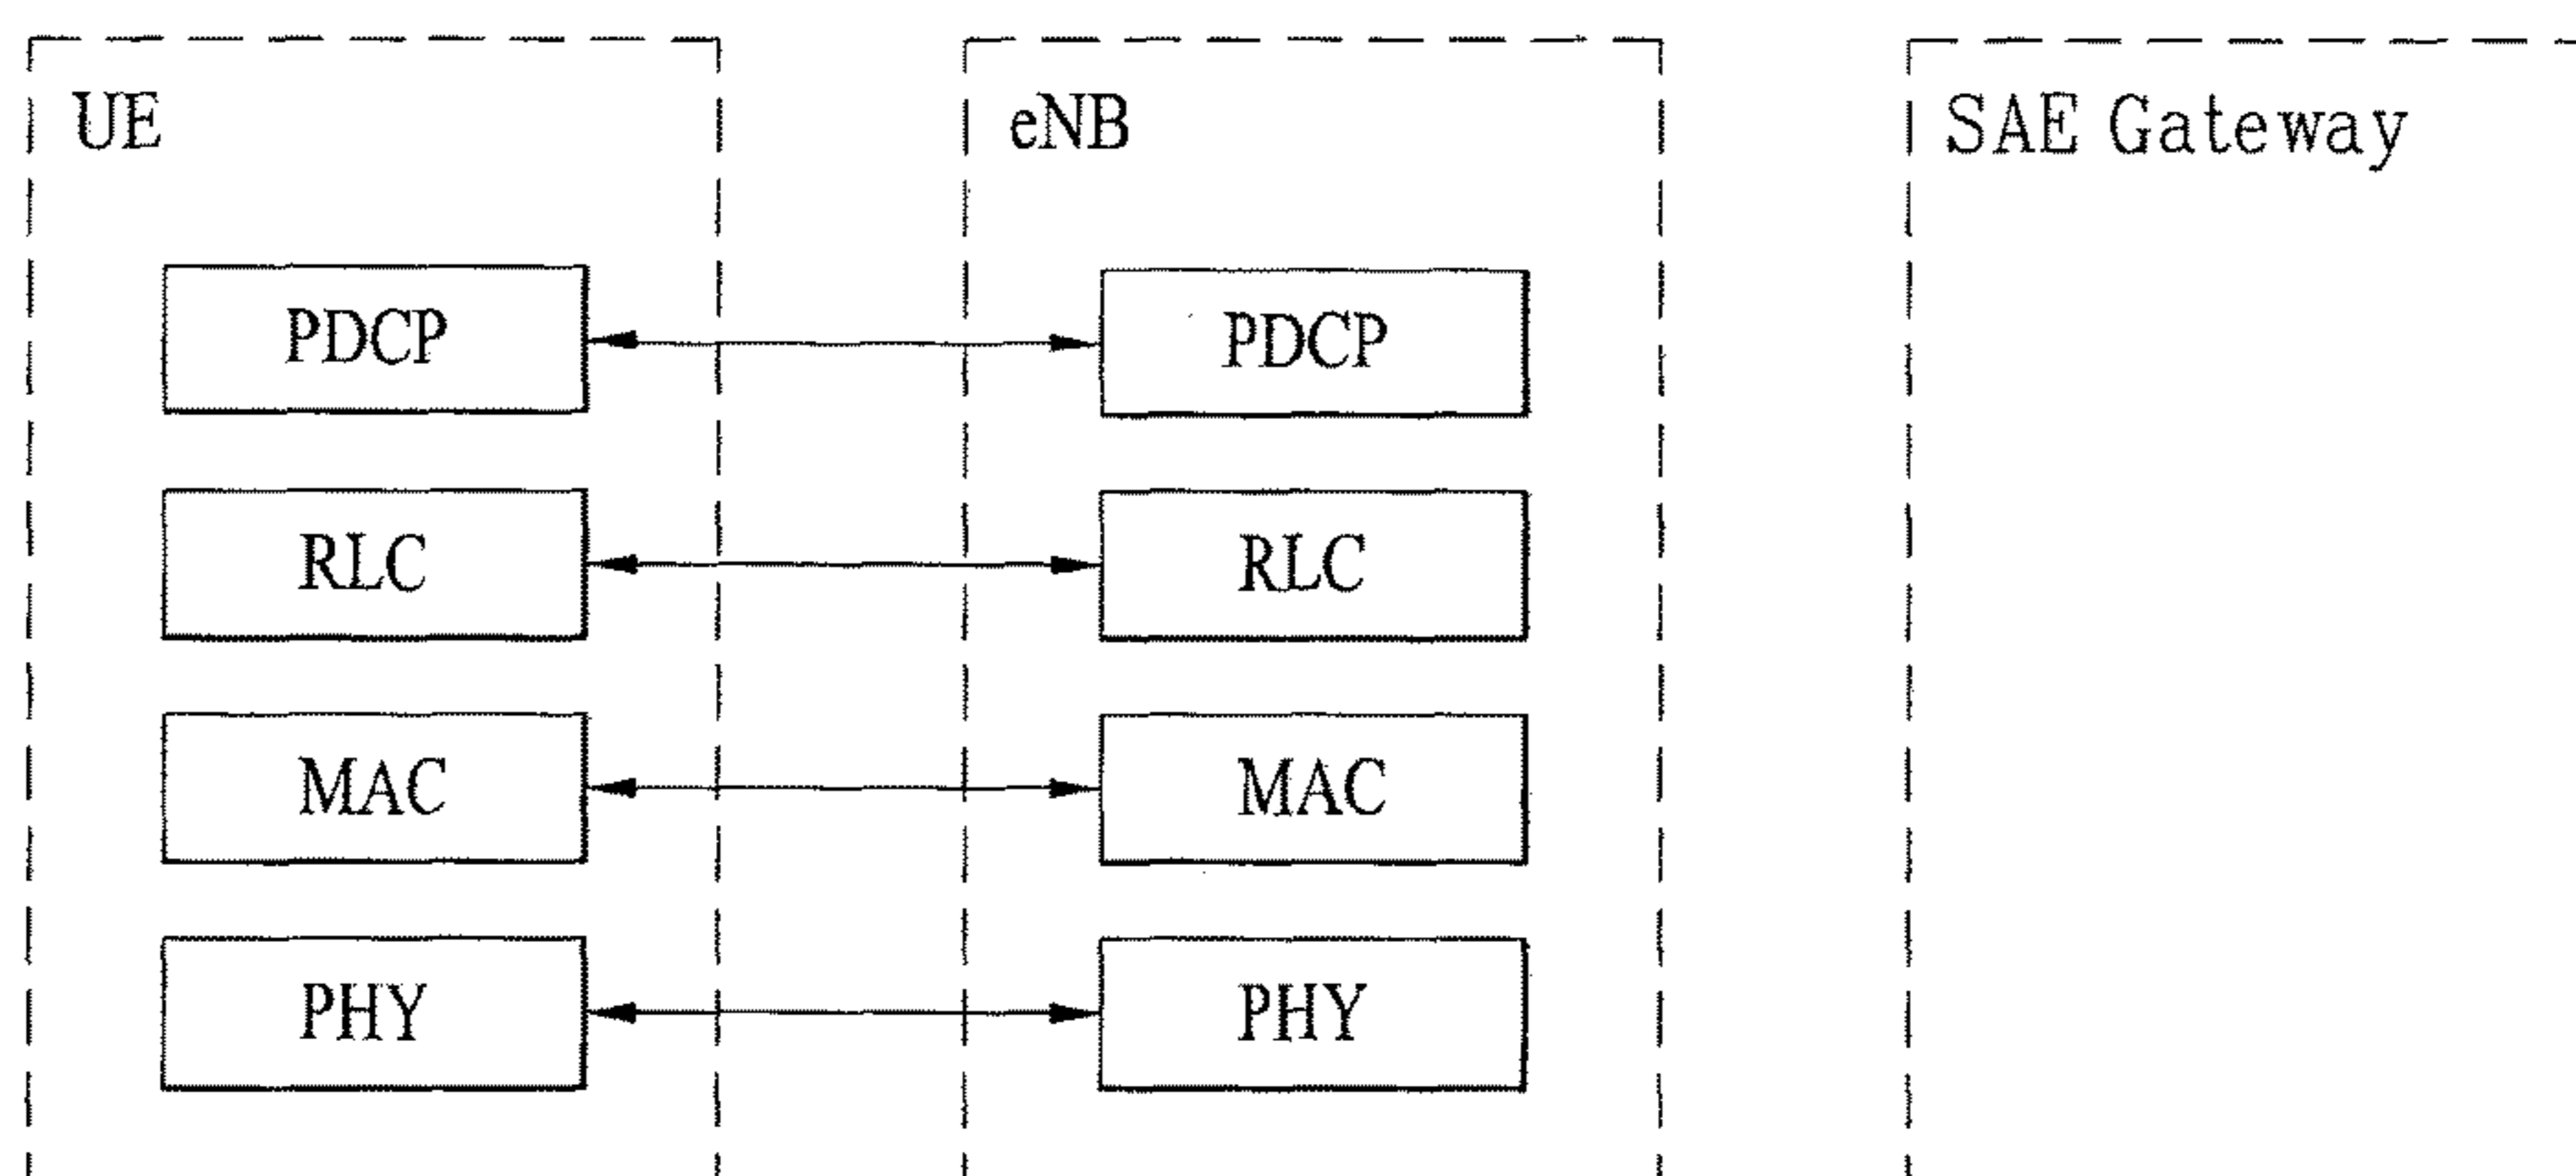 UE
eNB
SAE Gateway
PDCP
PDCP
RLC
RLC
MAC
MAC
PHY
PHY